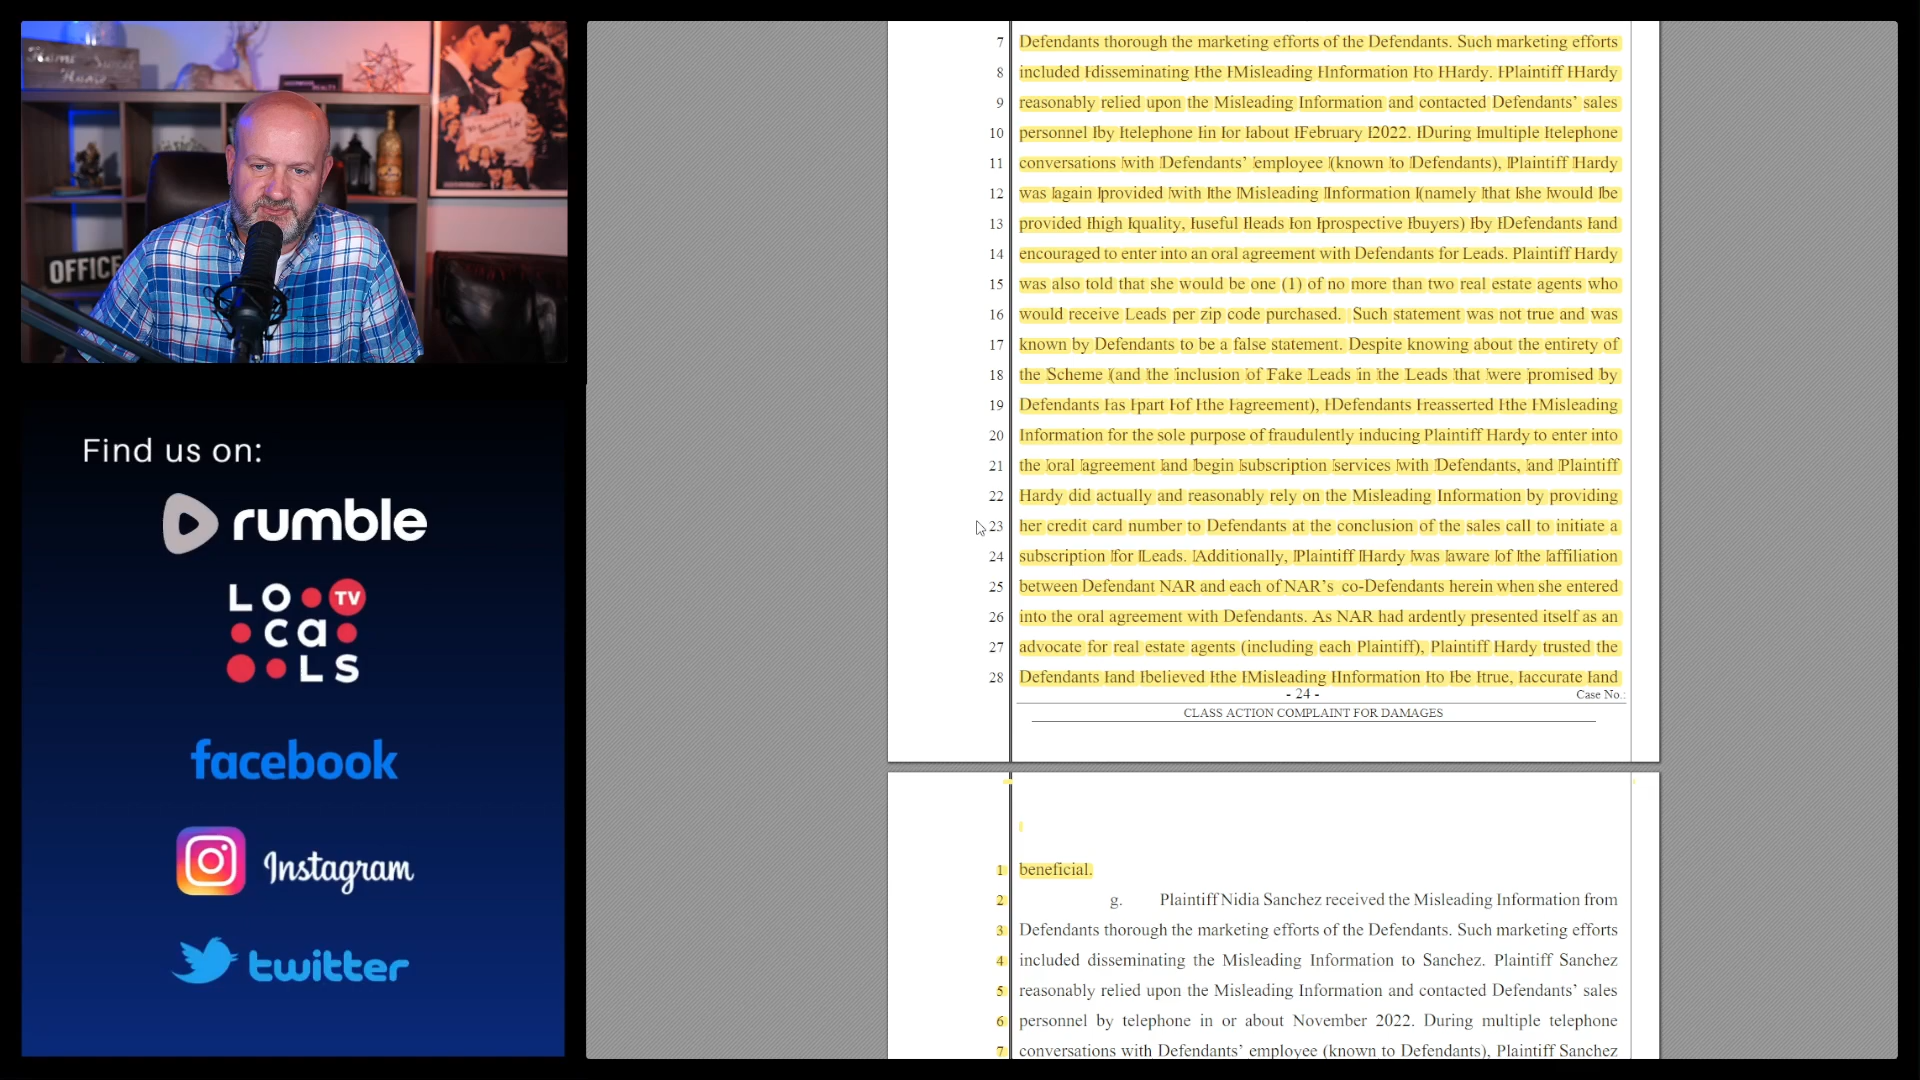 Home Sweet
Home
OFFICE
Find us on:
rumble
LO TV
ca
LS
facebook
Instagram
twitter
7 Defendants thorough the marketing efforts of the Defendants. Such marketing efforts
8 included disseminating the Misleading Information to Hardy. Plaintiff Hardy
9 reasonably relied upon the Misleading Information and contacted Defendants’ sales
10 personnel by telephone in or about February 2022. During multiple telephone
11 conversations with Defendants’ employee (known to Defendants), Plaintiff Hardy
12 was again provided with the Misleading Information (namely that she would be
13 provided high quality, useful leads on prospective buyers) by Defendants and
14 encouraged to enter into an oral agreement with Defendants for Leads. Plaintiff Hardy
15 was also told that she would be one (1) of no more than two real estate agents who
16 would receive Leads per zip code purchased. Such statement was not true and was
17 known by Defendants to be a false statement. Despite knowing about the entirety of
18 the Scheme (and the inclusion of Fake Leads in the Leads that were promised by
19 Defendants as part of the agreement), Defendants reasserted the Misleading
20 Information for the sole purpose of fraudulently inducing Plaintiff Hardy to enter into
21 the oral agreement and begin subscription services with Defendants, and Plaintiff
22 Hardy did actually and reasonably rely on the Misleading Information by providing
23 her credit card number to Defendants at the conclusion of the sales call to initiate a
24 subscription for Leads. Additionally, Plaintiff Hardy was aware of the affiliation
25 between Defendant NAR and each of NAR’s co-Defendants herein when she entered
26 into the oral agreement with Defendants. As NAR had ardently presented itself as an
27 advocate for real estate agents (including each Plaintiff), Plaintiff Hardy trusted the
28 Defendants and believed the Misleading Information to be true, accurate and
- 24 - Case No.:
CLASS ACTION COMPLAINT FOR DAMAGES
1 beneficial.
2 g. Plaintiff Nidia Sanchez received the Misleading Information from
3 Defendants thorough the marketing efforts of the Defendants. Such marketing efforts
4 included disseminating the Misleading Information to Sanchez. Plaintiff Sanchez
5 reasonably relied upon the Misleading Information and contacted Defendants’ sales
6 personnel by telephone in or about November 2022. During multiple telephone
7 conversations with Defendants’ employee (known to Defendants), Plaintiff Sanchez